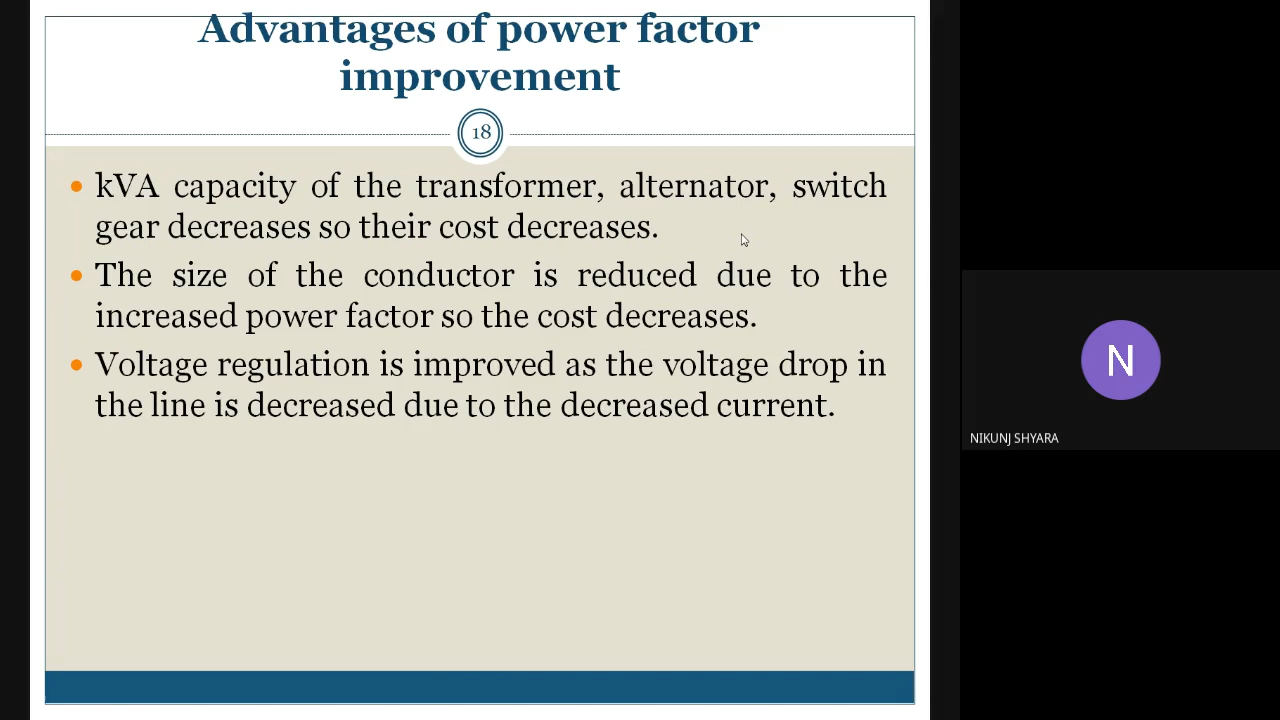 Advantages of power factor
improvement
18
kVA capacity of the transformer, alternator, switch
gear decreases so their cost decreases.
The size of the conductor is reduced due to the
increased power factor so the cost decreases.
Voltage regulation is improved as the voltage drop in
the line is decreased due to the decreased current.
N
NIKUNJ SHYARA